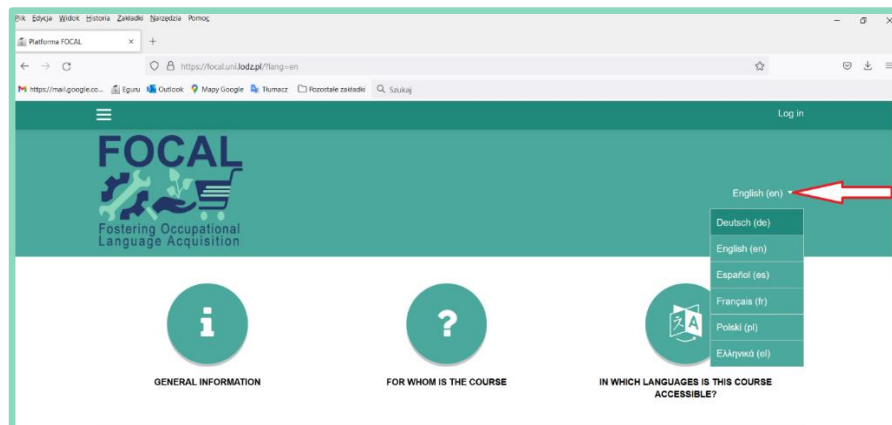 Plik Edycja Widok Historia Zakładki Narzędzia Pomoc
Platforma FOCAL
https://focal.uni.lodz.pl/?lang=en
https://mail.google.co... Eguru Outlook Mapy Google Tłumacz Pozostałe zakładki Szukaj
Log in
FOCAL
Fostering Occupational
Language Acquisition
English (en)
Deutsch (de)
English (en)
Español (es)
Français (fr)
Polski (pl)
Ελληνικά (el)
GENERAL INFORMATION
FOR WHOM IS THE COURSE
IN WHICH LANGUAGES IS THIS COURSE
ACCESSIBLE?